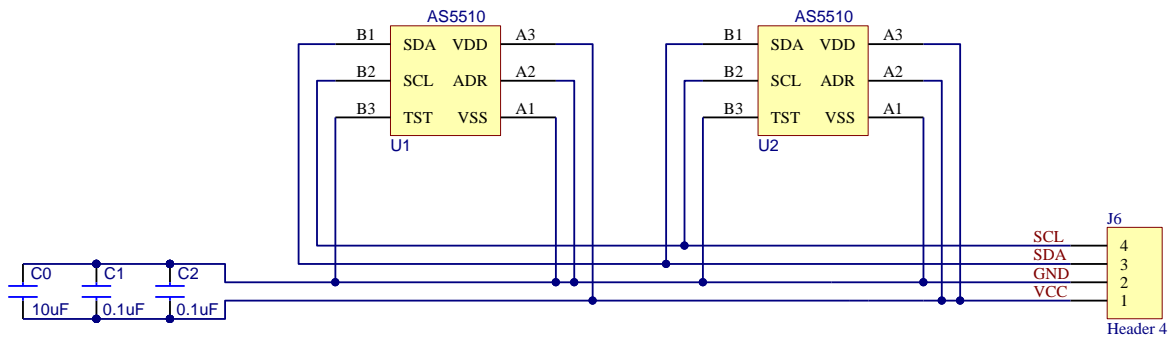 AS5510 AS5510
B1 SDA VDD A3 B1 SDA VDD A3
B2 SCL ADR A2 B2 SCL ADR A2
B3 TST VSS A1 B3 TST VSS A1
U1 U2
J6
SCL 4
SDA 3
C0 C1 C2 GND 2
VCC 1
10uF 0.1uF 0.1uF
Header 4